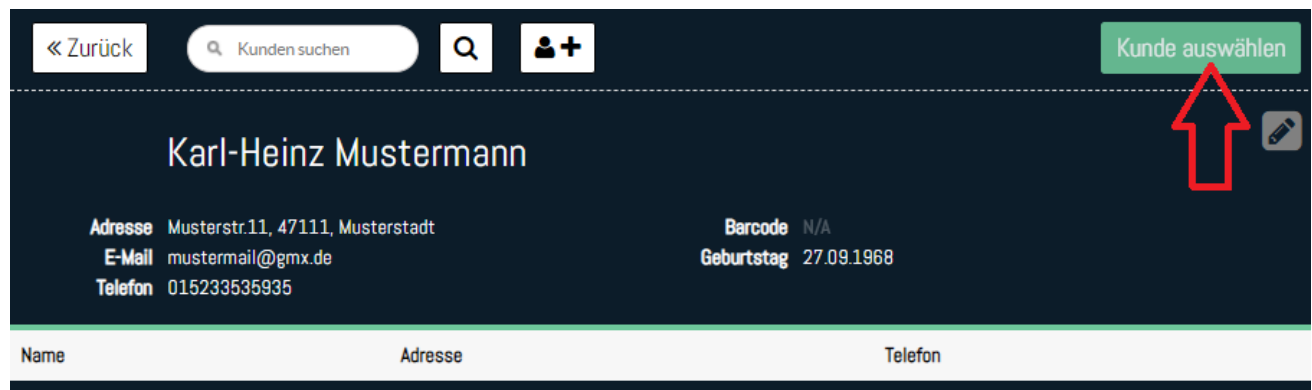 « Zurück
Kunden suchen
Kunde auswählen
Karl-Heinz Mustermann
Adresse Musterstr.11, 47111, Musterstadt
Barcode N/A
E-Mail mustermail@gmx.de
Geburtstag 27.09.1968
Telefon 015233535935
Name Adresse Telefon